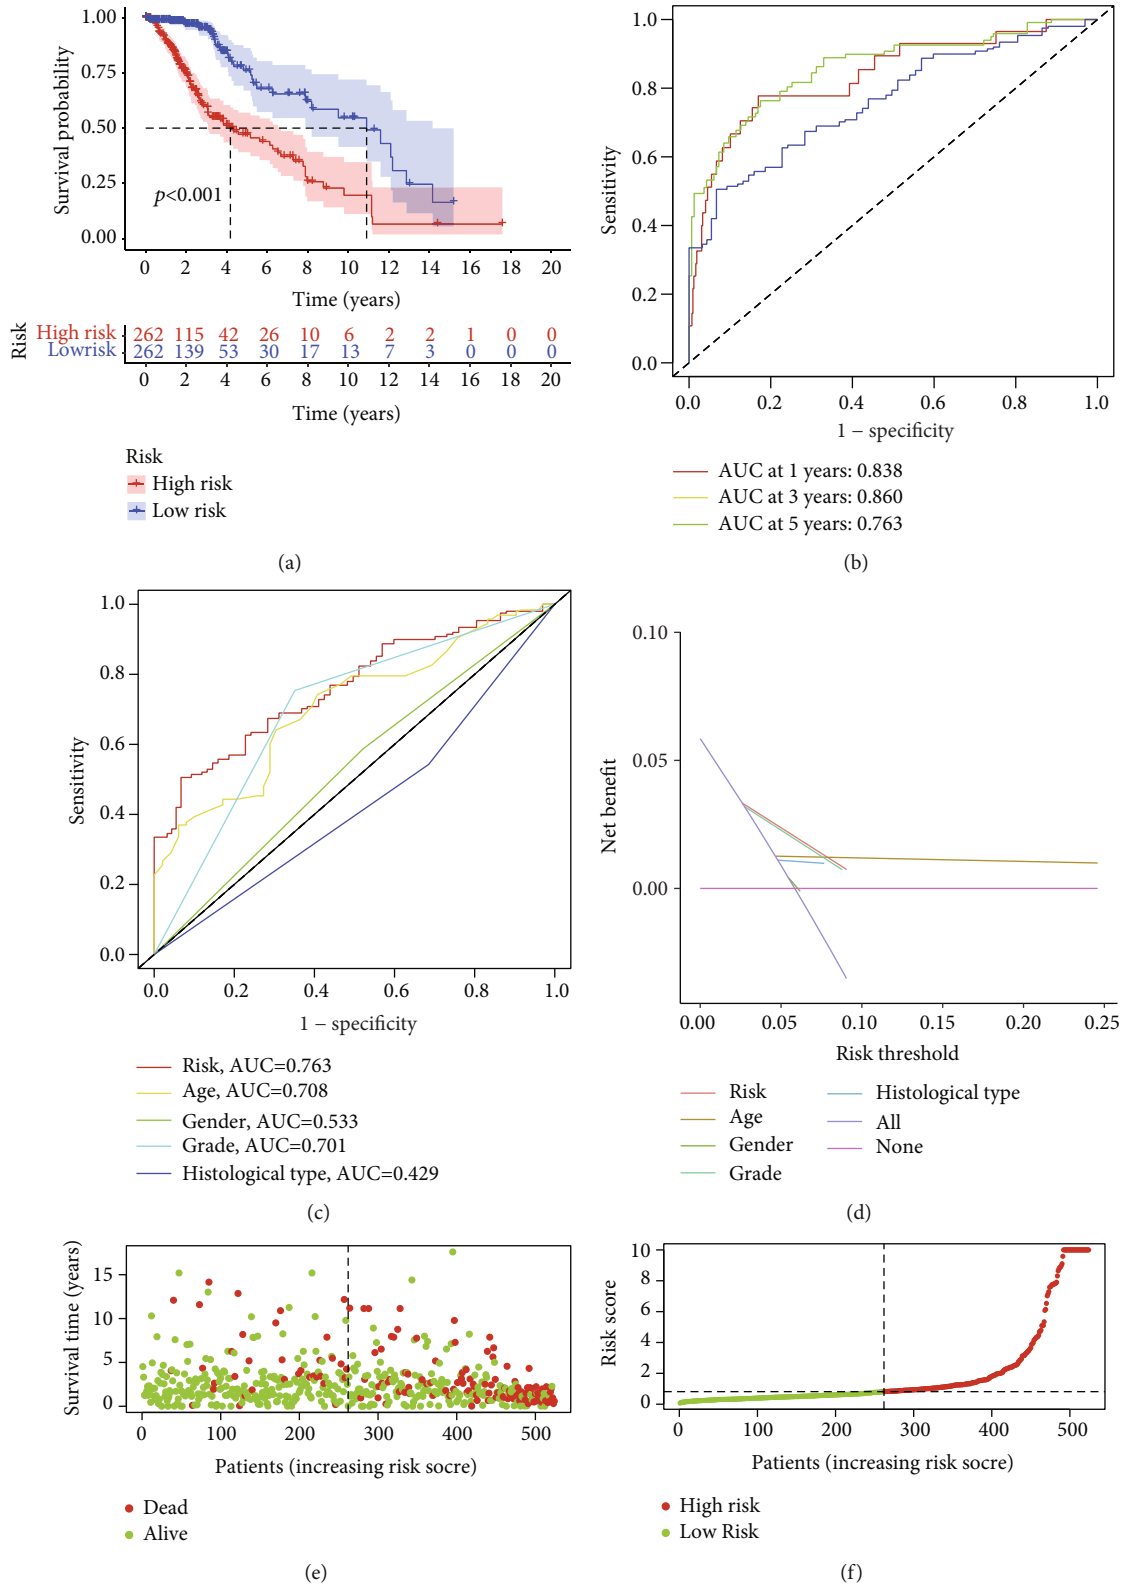 1.00
0.75
0.50
0.25
0.00
Survival probability
p<0.001
0 2 4 6 8 10 12 14 16 18 20
Time (years)
Risk
High risk 262 115 42 26 10 6 2 2 1 0 0
Lowrisk 262 139 53 30 17 13 7 3 0 0 0
0 2 4 6 8 10 12 14 16 18 20
Time (years)
Risk
High risk
Low risk
(a)
1.0
0.8
0.6
0.4
0.2
0.0
Sensitivity
0.0 0.2 0.4 0.6 0.8 1.0
1 − specificity
AUC at 1 years: 0.838
AUC at 3 years: 0.860
AUC at 5 years: 0.763
(b)
1.0
0.8
0.6
0.4
0.2
0.0
Sensitivity
0.0 0.2 0.4 0.6 0.8 1.0
1 − specificity
Risk, AUC=0.763
Age, AUC=0.708
Gender, AUC=0.533
Grade, AUC=0.701
Histological type, AUC=0.429
(c)
0.10
0.05
0.00
Net benefit
0.00 0.05 0.10 0.15 0.20 0.25
Risk threshold
Risk
Age
Gender
Grade
Histological type
All
None
(d)
15
10
5
0
Survival time (years)
0 100 200 300 400 500
Patients (increasing risk socre)
Dead
Alive
(e)
10
8
6
4
2
0
Risk score
0 100 200 300 400 500
Patients (increasing risk socre)
High risk
Low Risk
(f)